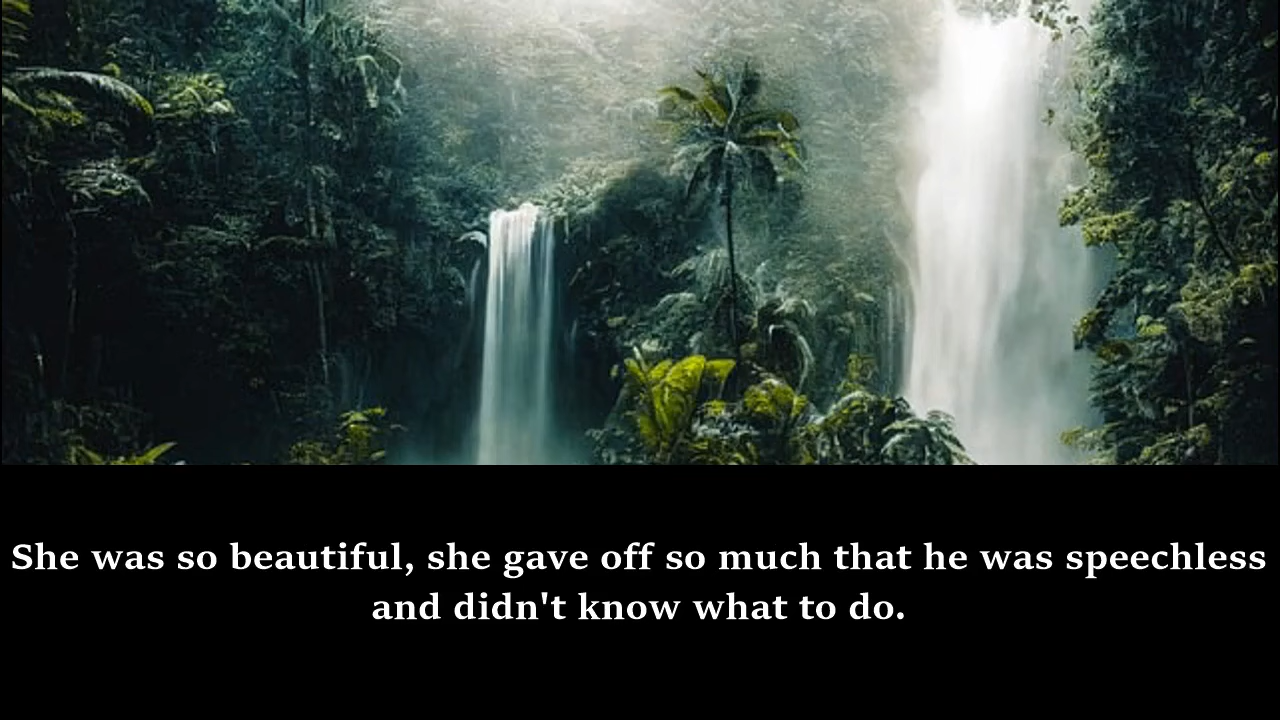 She was so beautiful, she gave off so much that he was speechless
and didn't know what to do.